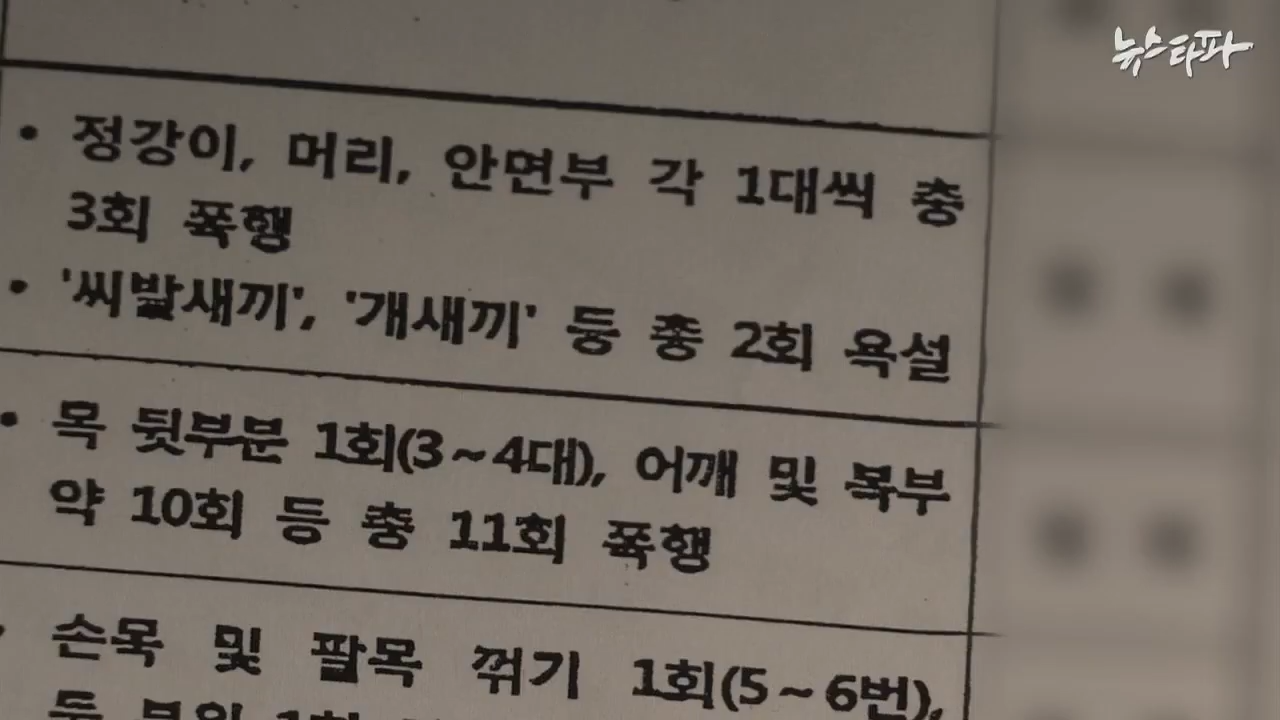 뉴스타파
• 정강이, 머리, 안면부 각 1대씩 총
3회 폭행
• '씨발새끼', '개새끼' 등 총 2회 욕설
• 목 뒷부분 1회(3~4대), 어깨 및 복부
약 10회 등 총 11회 폭행
손목 및 팔목 꺾기 1회(5~6번),